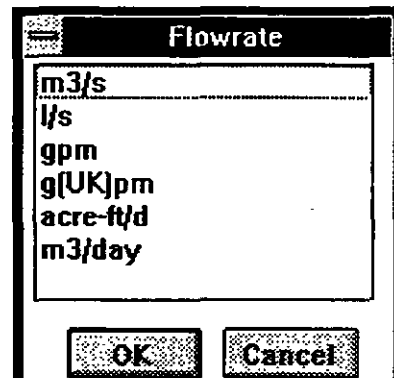 Flowrate
m3/s
l/s
gpm
g(UK)pm
acre-ft/d
m3/day
OK Cancel